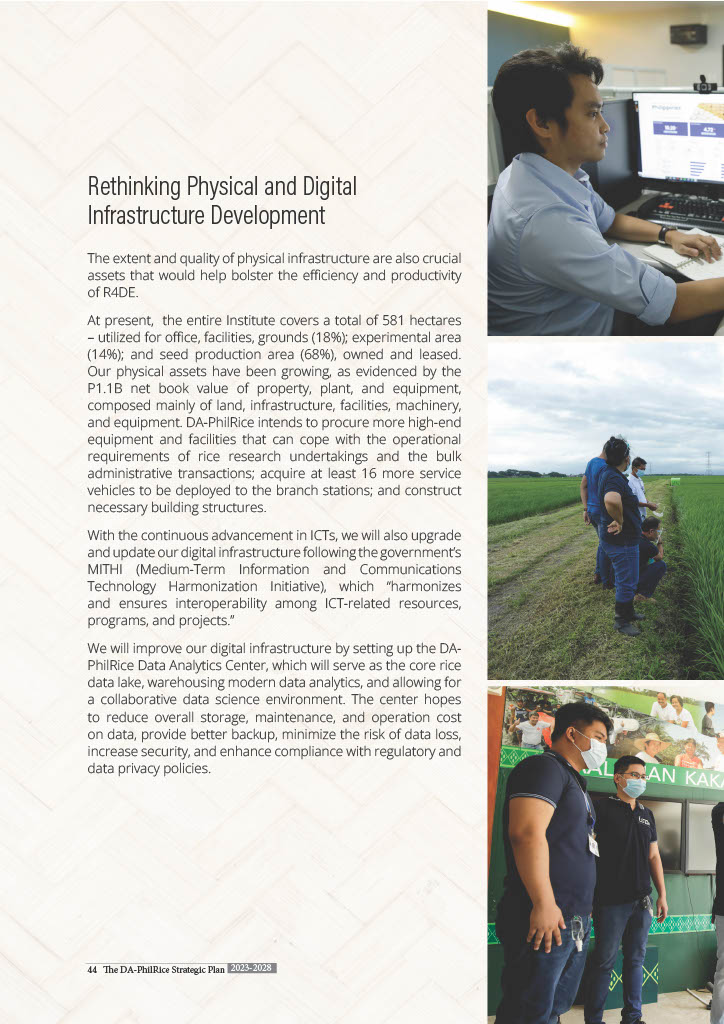 Rethinking Physical and Digital
Infrastructure Development
The extent and quality of physical infrastructure are also crucial
assets that would help bolster the efficiency and productivity
of R4DE.
At present, the entire Institute covers a total of 581 hectares
– utilized for office, facilities, grounds (18%); experimental area
(14%); and seed production area (68%), owned and leased.
Our physical assets have been growing, as evidenced by the
P1.1B net book value of property, plant, and equipment,
composed mainly of land, infrastructure, facilities, machinery,
and equipment. DA-PhilRice intends to procure more high-end
equipment and facilities that can cope with the operational
requirements of rice research undertakings and the bulk
administrative transactions; acquire at least 16 more service
vehicles to be deployed to the branch stations; and construct
necessary building structures.
With the continuous advancement in ICTs, we will also upgrade
and update our digital infrastructure following the government’s
MITHI (Medium-Term Information and Communications
Technology Harmonization Initiative), which “harmonizes
and ensures interoperability among ICT-related resources,
programs, and projects.”
We will improve our digital infrastructure by setting up the DA-
PhilRice Data Analytics Center, which will serve as the core rice
data lake, warehousing modern data analytics, and allowing for
a collaborative data science environment. The center hopes
to reduce overall storage, maintenance, and operation cost
on data, provide better backup, minimize the risk of data loss,
increase security, and enhance compliance with regulatory and
data privacy policies.
44 The DA-PhilRice Strategic Plan 2023-2028
Philippines
KAKA